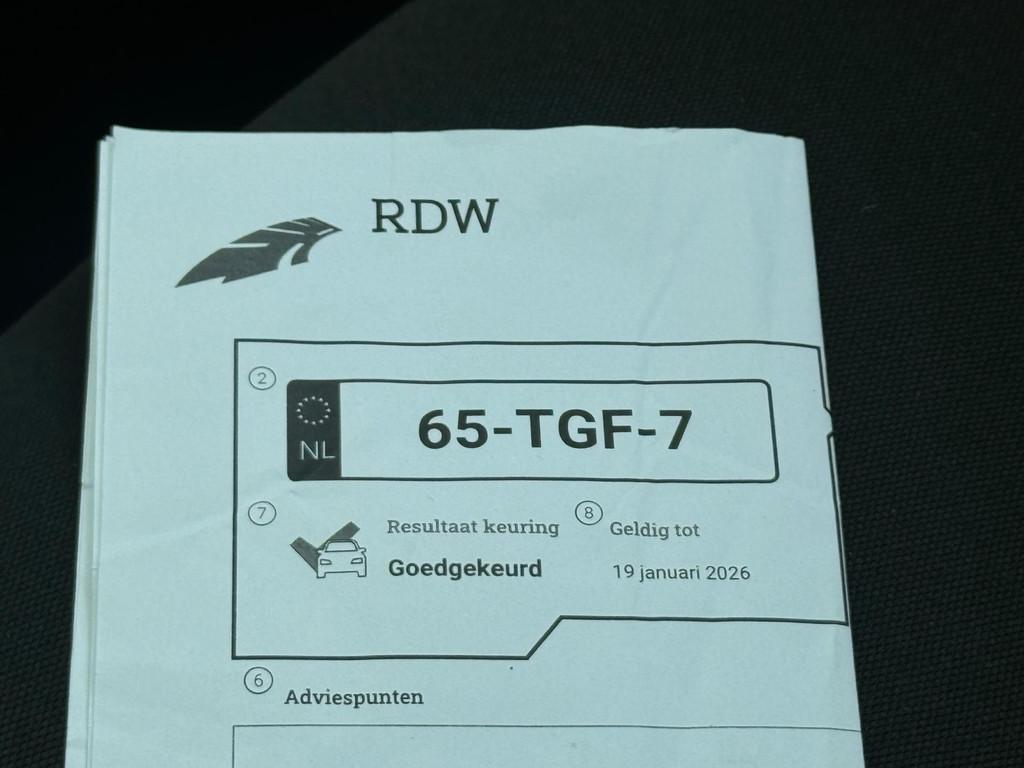 RDW
2
NL
65-TGF-7
7
Resultaat keuring
8
Geldig tot
Goedgekeurd
19 januari 2026
6
Adviespunten